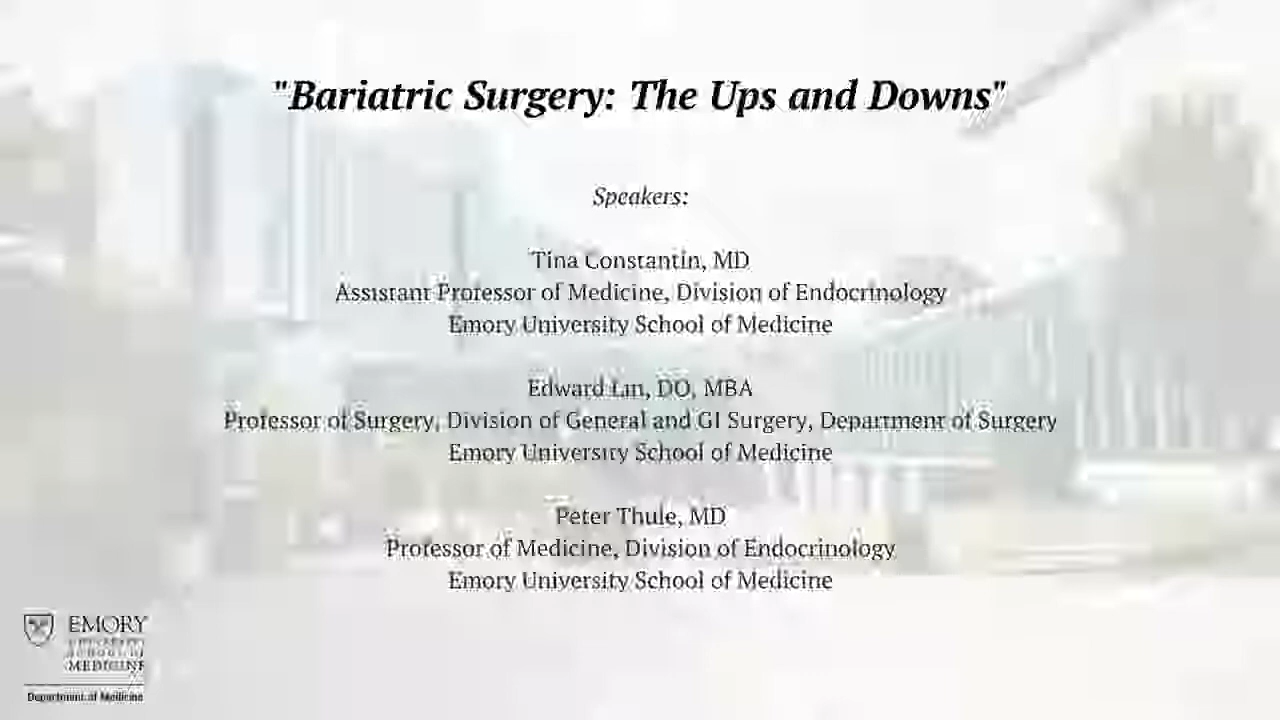 "Bariatric Surgery: The Ups and Downs"
Speakers:
Tina Constantin, MD
Assistant Professor of Medicine, Division of Endocrinology
Emory University School of Medicine
Edward Lin, DO, MBA
Professor of Surgery, Division of General and GI Surgery, Department of Surgery
Emory University School of Medicine
Peter Thule, MD
Professor of Medicine, Division of Endocrinology
Emory University School of Medicine
EMORY
UNIVERSITY
SCHOOL OF
MEDICINE
Department of Medicine